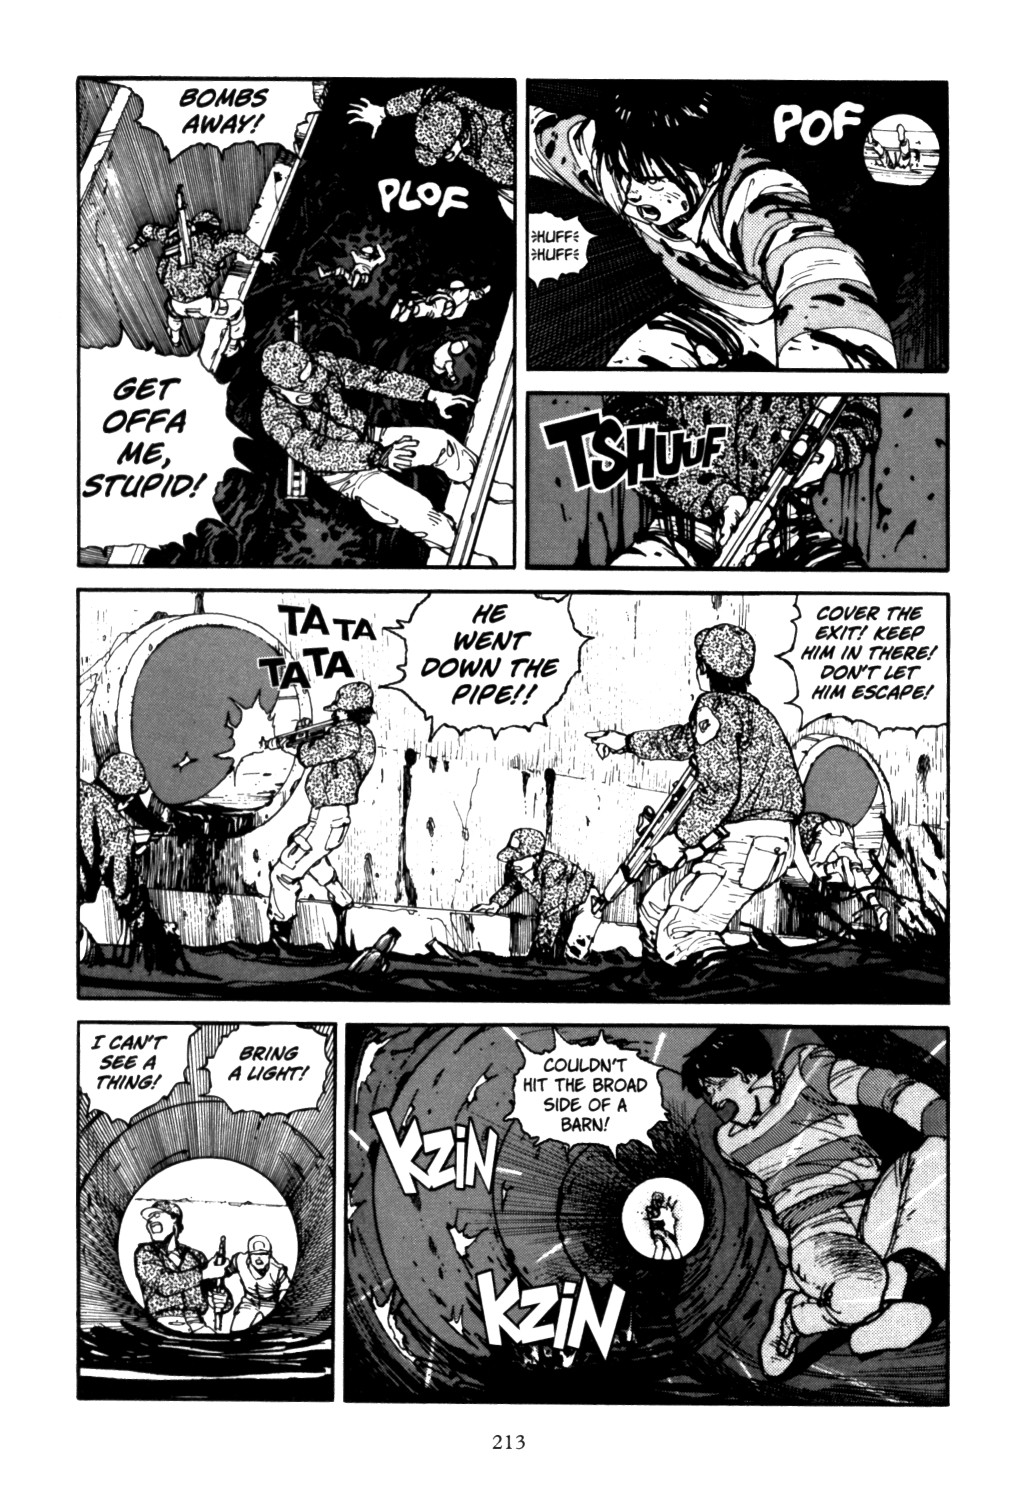 BOMBS
AWAY!
PLOF
GET
OFFA
ME,
STUPID!
POF
HUFF
HUFF
TSHUUF
TA TA
TATA
HE
WENT
DOWN THE
PIPE!!
COVER THE
EXIT! KEEP
HIM IN THERE!
DON'T LET
HIM ESCAPE!
I CAN'T
SEE A
THING!
BRING
A LIGHT!
COULDN'T
HIT THE BROAD
SIDE OF A
BARN!
KZIN
KZIN
213